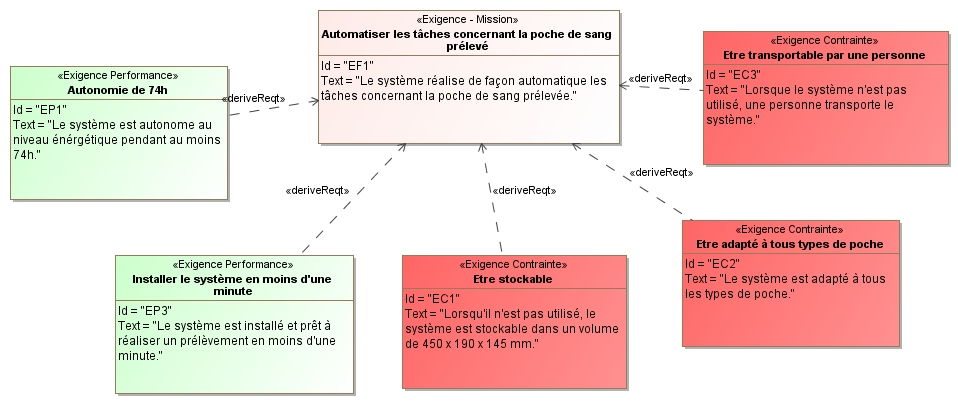 «Exigence - Mission»
Automatiser les tâches concernant la poche de sang
prélevé
Id = "EF1"
Text = "Le système réalise de façon automatique les
tâches concernant la poche de sang prélevée."
«Exigence Contrainte»
Etre transportable par une personne
Id = "EC3"
Text = "Lorsque le système n'est pas
utilisé, une personne transporte le
système."
«Exigence Performance»
Autonomie de 74h
Id = "EP1"
Text = "Le système est autonome au
niveau énérgétique pendant au moins
74h."
«deriveReqt»
«deriveReqt»
«deriveReqt»
«deriveReqt»
«deriveReqt»
«Exigence Performance»
Installer le système en moins d'une
minute
Id = "EP3"
Text = "Le système est installé et prêt à
réaliser un prélèvement en moins d'une
minute."
«Exigence Contrainte»
Etre stockable
Id = "EC1"
Text = "Lorsqu'il n'est pas utilisé, le
système est stockable dans un volume
de 450 x 190 x 145 mm."
«Exigence Contrainte»
Etre adapté à tous types de poche
Id = "EC2"
Text = "Le système est adapté à tous
les types de poche."